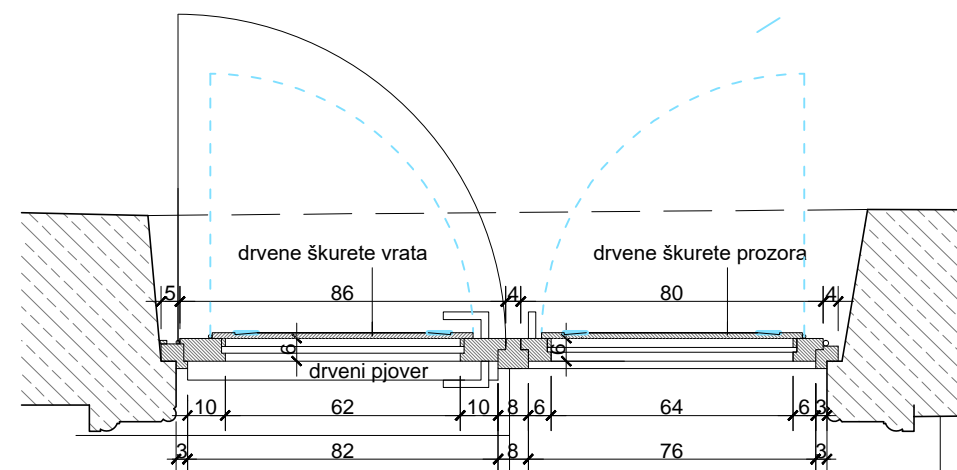 drvene škurete vrata
drvene škurete prozora
5 86 4 80 4
6 6
drveni pjover
10 62 10 8 6 64 6 3
3 82 8 76 3